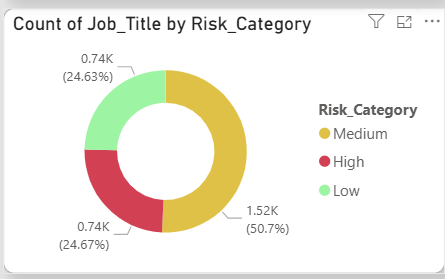 Count of Job_Title by Risk_Category
0.74K
(24.63%)
Risk_Category
Medium
High
Low
1.52K
(50.7%)
0.74K
(24.67%)